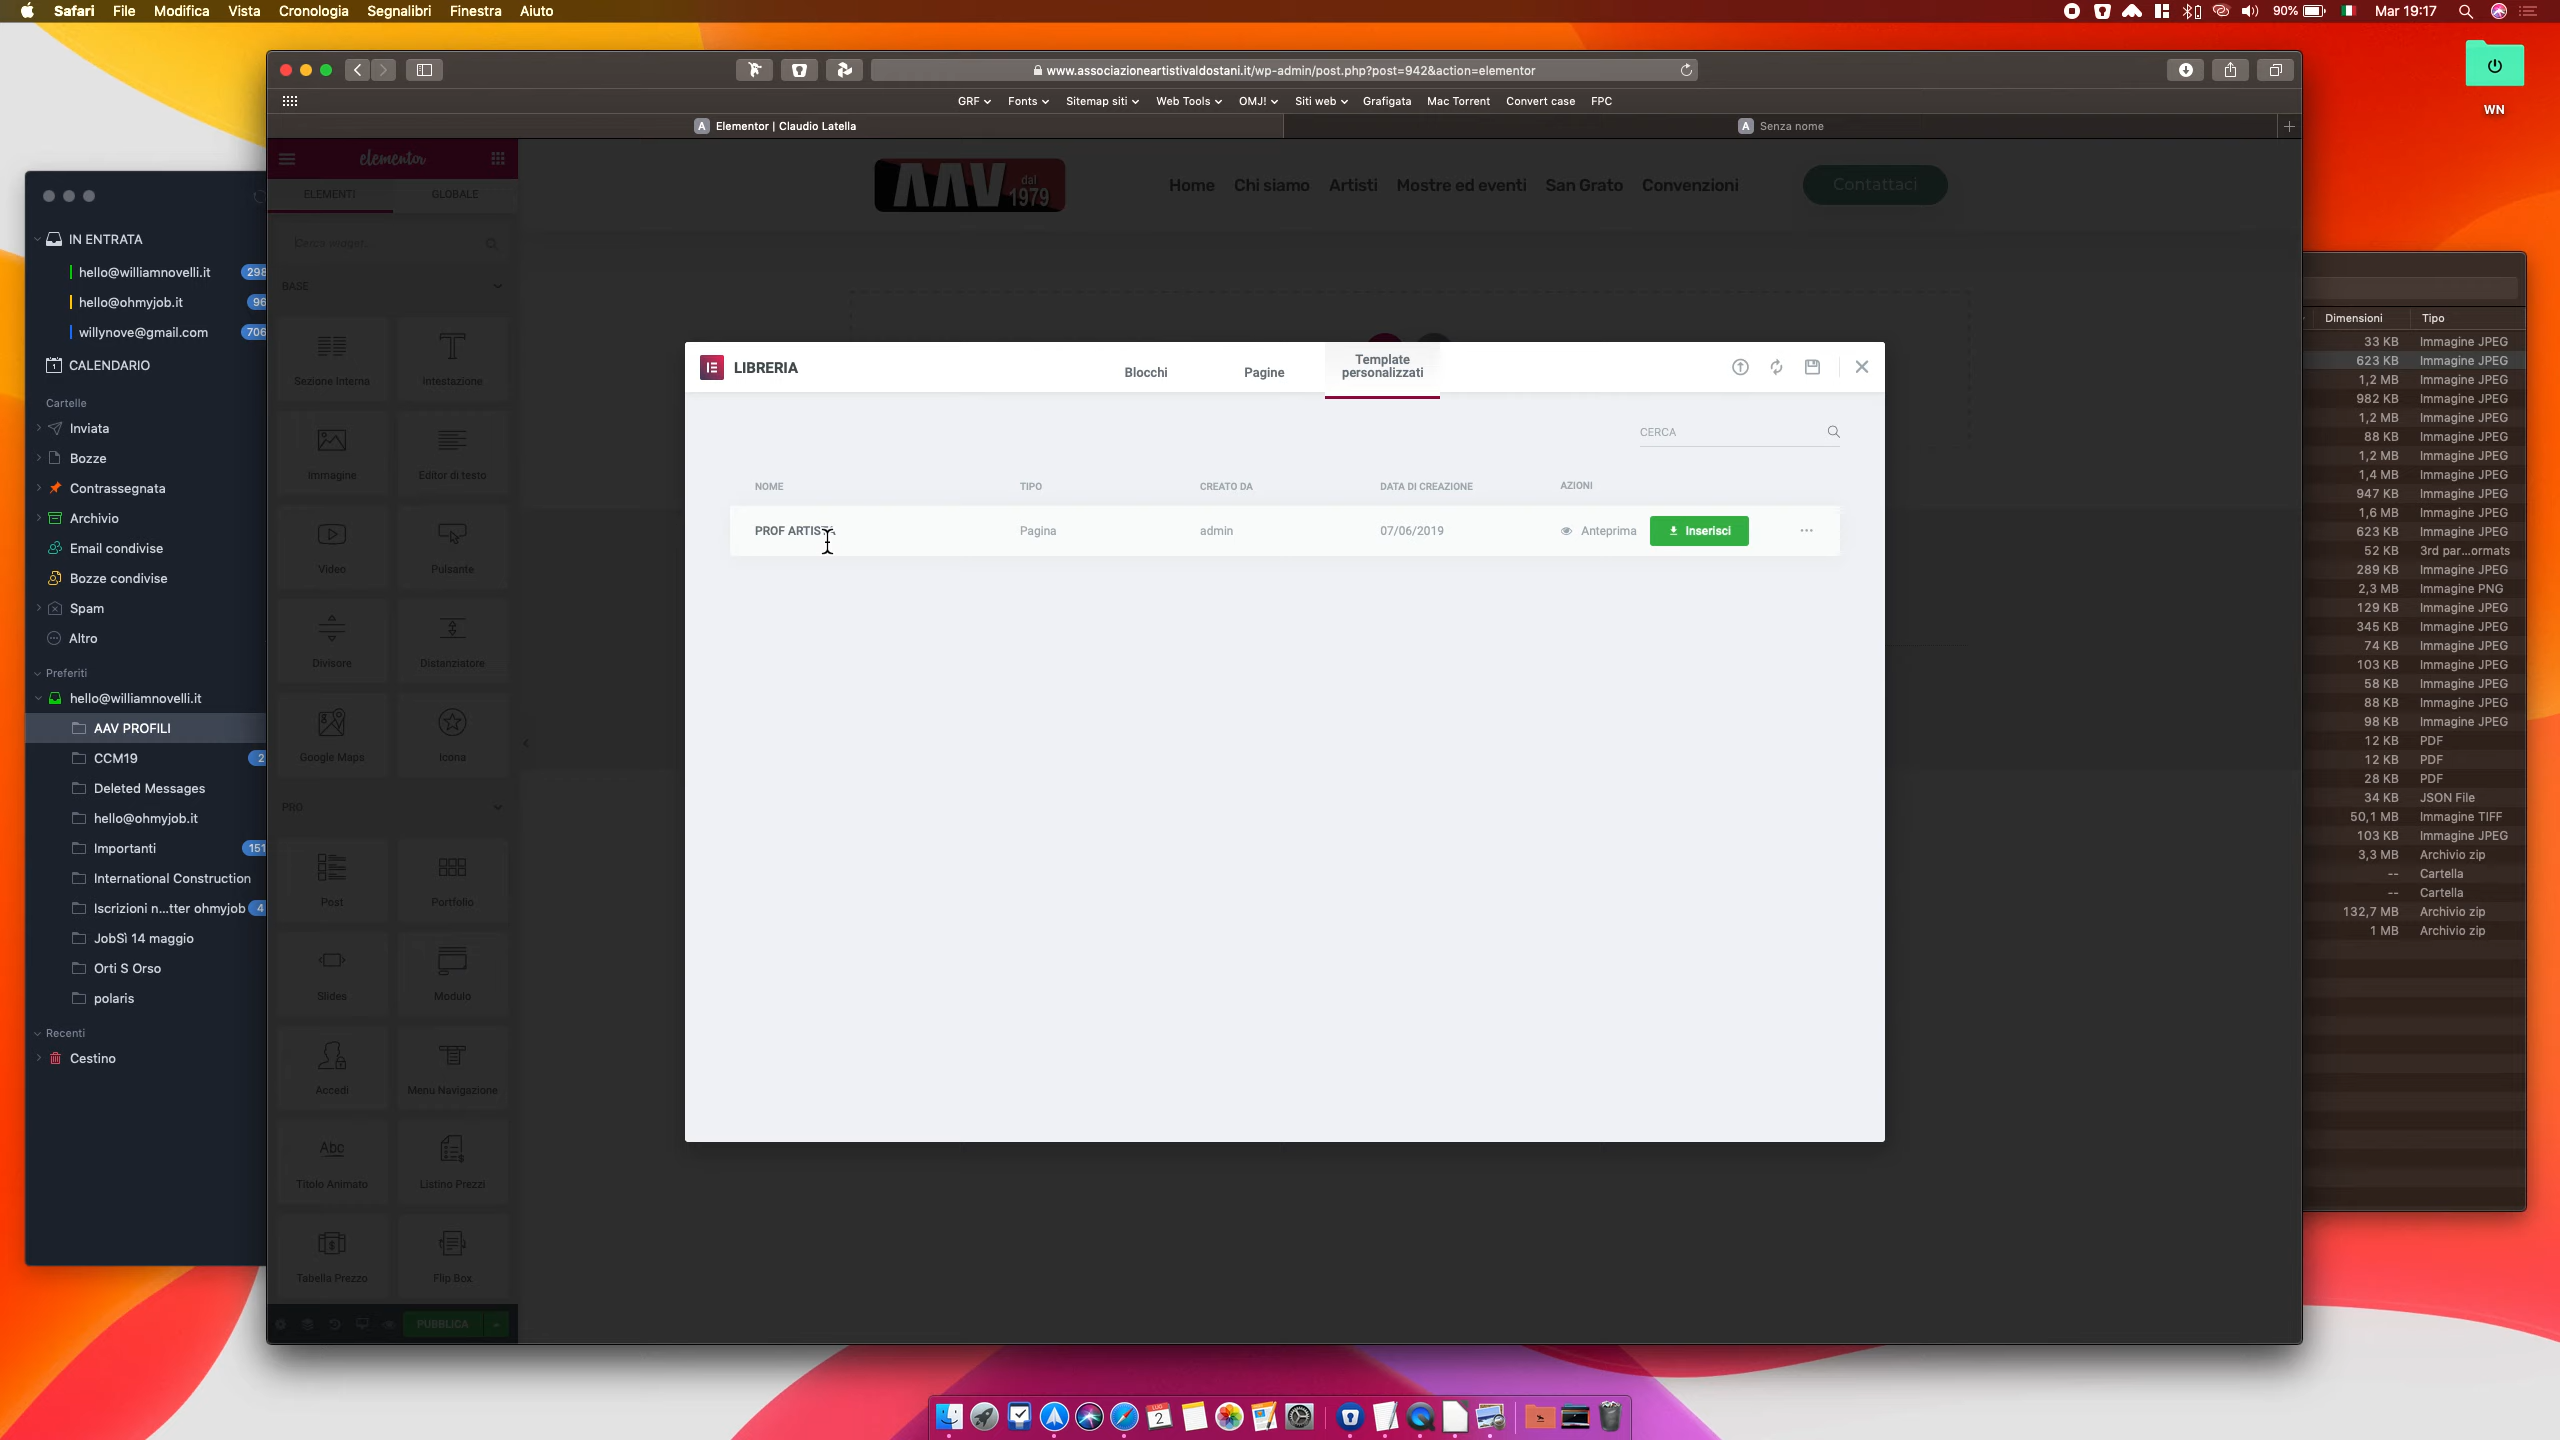 Safari File Modifica Vista Cronologia Segnalibri Finestra Aiuto
90% Mar 19:17
WN
www.associazioneartistivaldostani.it/wp-admin/post.php?post=942&action=elementor
GRF Fonts Sitemap siti Web Tools OMJ! Siti web Grafigata Mac Torrent Convert case FPC
Elementor | Claudio Latella
Senza nome
IN ENTRATA
hello@williamnovelli.it 298
hello@ohmyjob.it 96
willynove@gmail.com 706
CALENDARIO
Cartelle
Inviata
Bozze
Contrassegnata
Archivio
Email condivise
Bozze condivise
Spam
Altro
Preferiti
hello@williamnovelli.it
AAV PROFILI
CCM19 2
Deleted Messages
hello@ohmyjob.it
Importanti 151
International Construction
Iscrizioni n...tter ohmyjob 4
JobSì 14 maggio
Orti S Orso
polaris
Recenti
Cestino
elementor
ELEMENTI GLOBALE
Cerca widget...
BASE
Sezione Interna Intestazione
Immagine Editor di testo
Video Pulsante
Divisore Distanziatore
Google Maps Icona
PRO
Post Portfolio
Slides Modulo
Accedi Menu Navigazione
Abc
Titolo Animato Listino Prezzi
Tabella Prezzo Flip Box
PUBBLICA
AAV dal 1979
Home Chi siamo Artisti Mostre ed eventi San Grato Convenzioni
Contattaci
LIBRERIA
Blocchi
Pagine
Template
personalizzati
CERCA
NOME TIPO CREATO DA DATA DI CREAZIONE AZIONI
PROF ARTISTA Pagina admin 07/06/2019 Anteprima Inserisci
Dimensioni Tipo
33 KB Immagine JPEG
623 KB Immagine JPEG
1,2 MB Immagine JPEG
982 KB Immagine JPEG
1,2 MB Immagine JPEG
88 KB Immagine JPEG
1,2 MB Immagine JPEG
1,4 MB Immagine JPEG
947 KB Immagine JPEG
1,6 MB Immagine JPEG
623 KB Immagine JPEG
52 KB 3rd par...ormats
289 KB Immagine JPEG
2,3 MB Immagine PNG
129 KB Immagine JPEG
345 KB Immagine JPEG
74 KB Immagine JPEG
103 KB Immagine JPEG
58 KB Immagine JPEG
88 KB Immagine JPEG
98 KB Immagine JPEG
12 KB PDF
12 KB PDF
28 KB PDF
34 KB JSON File
50,1 MB Immagine TIFF
103 KB Immagine JPEG
3,3 MB Archivio zip
-- Cartella
-- Cartella
132,7 MB Archivio zip
1 MB Archivio zip
LUG
2